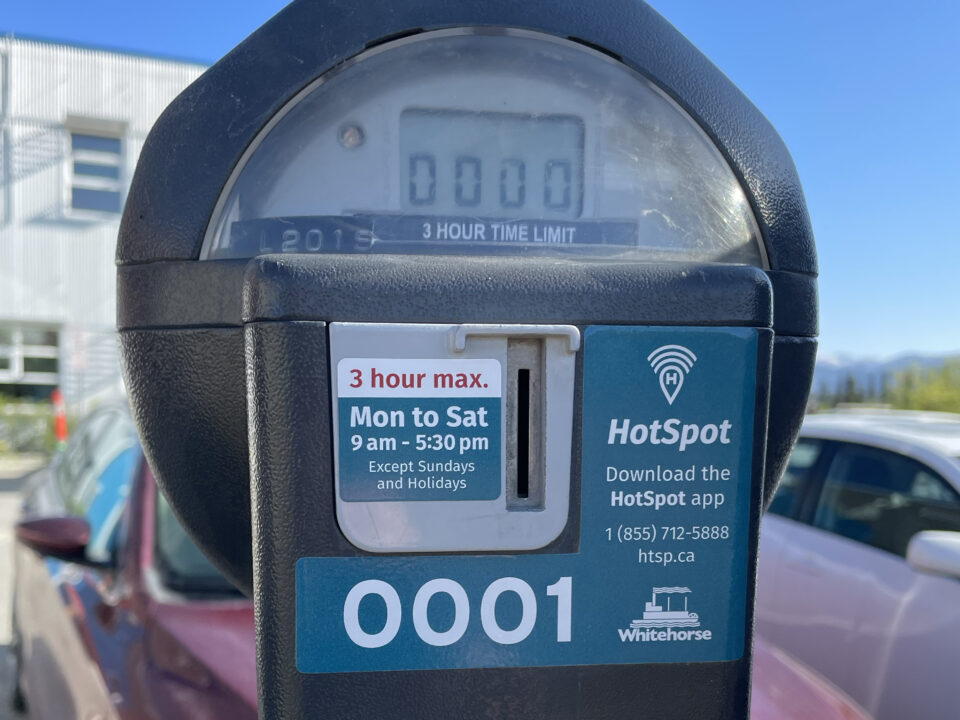 0000
L2015
3 HOUR TIME LIMIT
3 hour max.
Mon to Sat
9 am - 5:30 pm
Except Sundays
and Holidays
H
HotSpot
Download the
HotSpot app
1 (855) 712-5888
htsp.ca
0001
Whitehorse